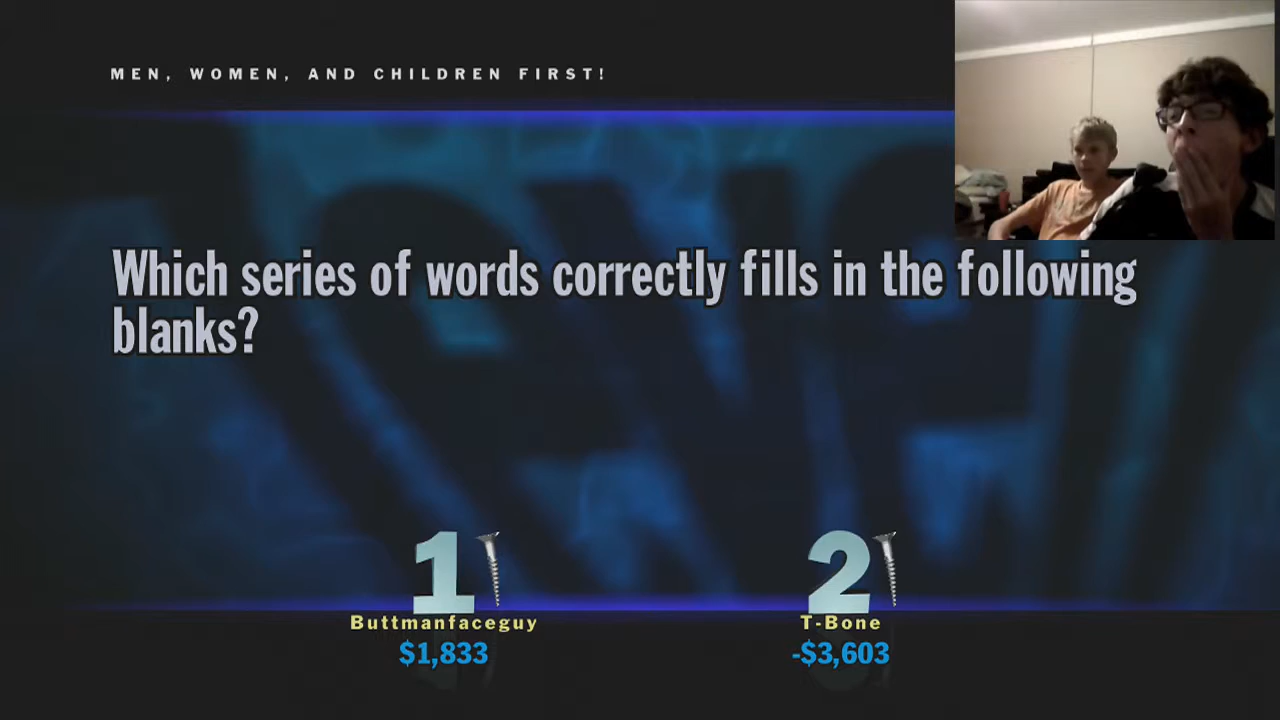 MEN, WOMEN, AND CHILDREN FIRST!
Which series of words correctly fills in the following
blanks?
1
2
Buttmanfaceguy
T-Bone
$1,833
-$3,603